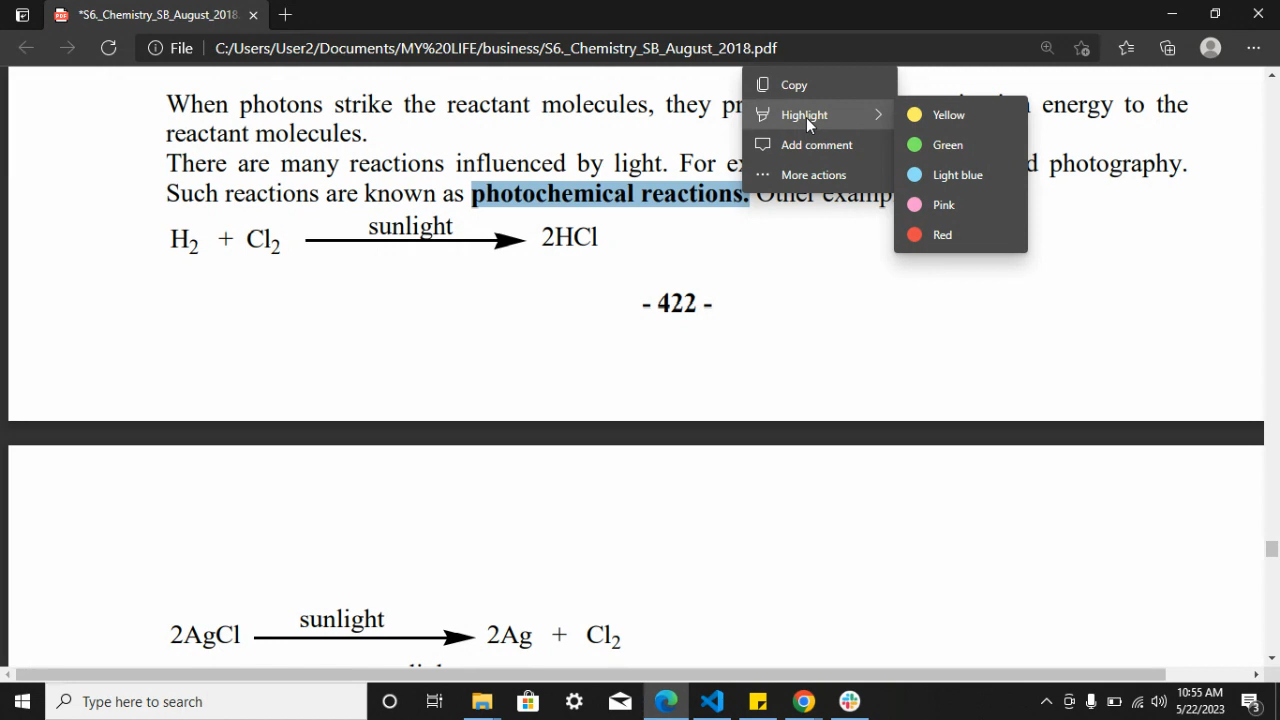 *S6._Chemistry_SB_August_2018.
File C:/Users/User2/Documents/MY%20LIFE/business/S6._Chemistry_SB_August_2018.pdf
When photons strike the reactant molecules, they energy to the
reactant molecules.
There are many reactions influenced by light. For photography.
Such reactions are known as photochemical reactions. Other
Copy
Highlight
Add comment
More actions
Yellow
Green
Light blue
Pink
Red
H₂ + Cl₂ sunlight 2HCl
- 422 -
2AgCl sunlight 2Ag + Cl₂
Type here to search
10:55 AM
5/22/2023
3